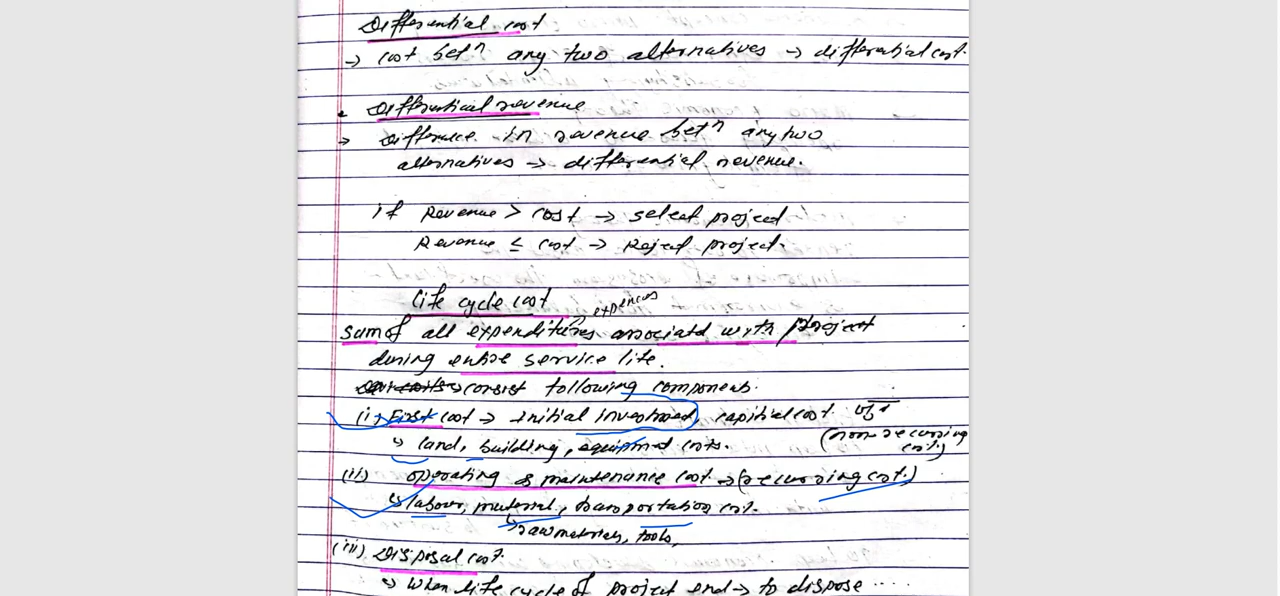 Differential cost
→ cost betⁿ any two alternatives → differential cost.
• Differential revenue
→ Difference in revenue betⁿ any two
alternatives → differential revenue.
if Revenue > cost → select project
Revenue ≤ cost → Reject project.
Life cycle cost
expences
sum of all expenditures associated with project
during entire service life.
consist following component.
(i) First cost → Initial investment, capital cost
(non-recurring cost.)
↳ land, building, equipment costs.
(ii) operating & maintenance cost → (recurring cost.)
↳ labour, material, transportation cost.
↳ raw materials, tools,
(iii) Disposal cost.
↳ When life cycle of project end → to dispose ....